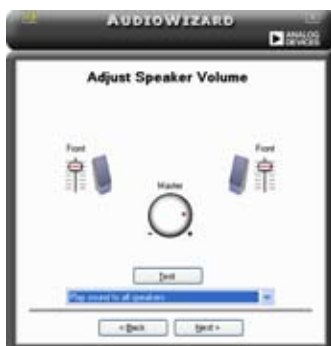 AUDIOWIZARD
ANALOG
DEVICES
Adjust Speaker Volume
Front
Front
Master
- +
Test
Play sound to all speakers
< Back
Next >